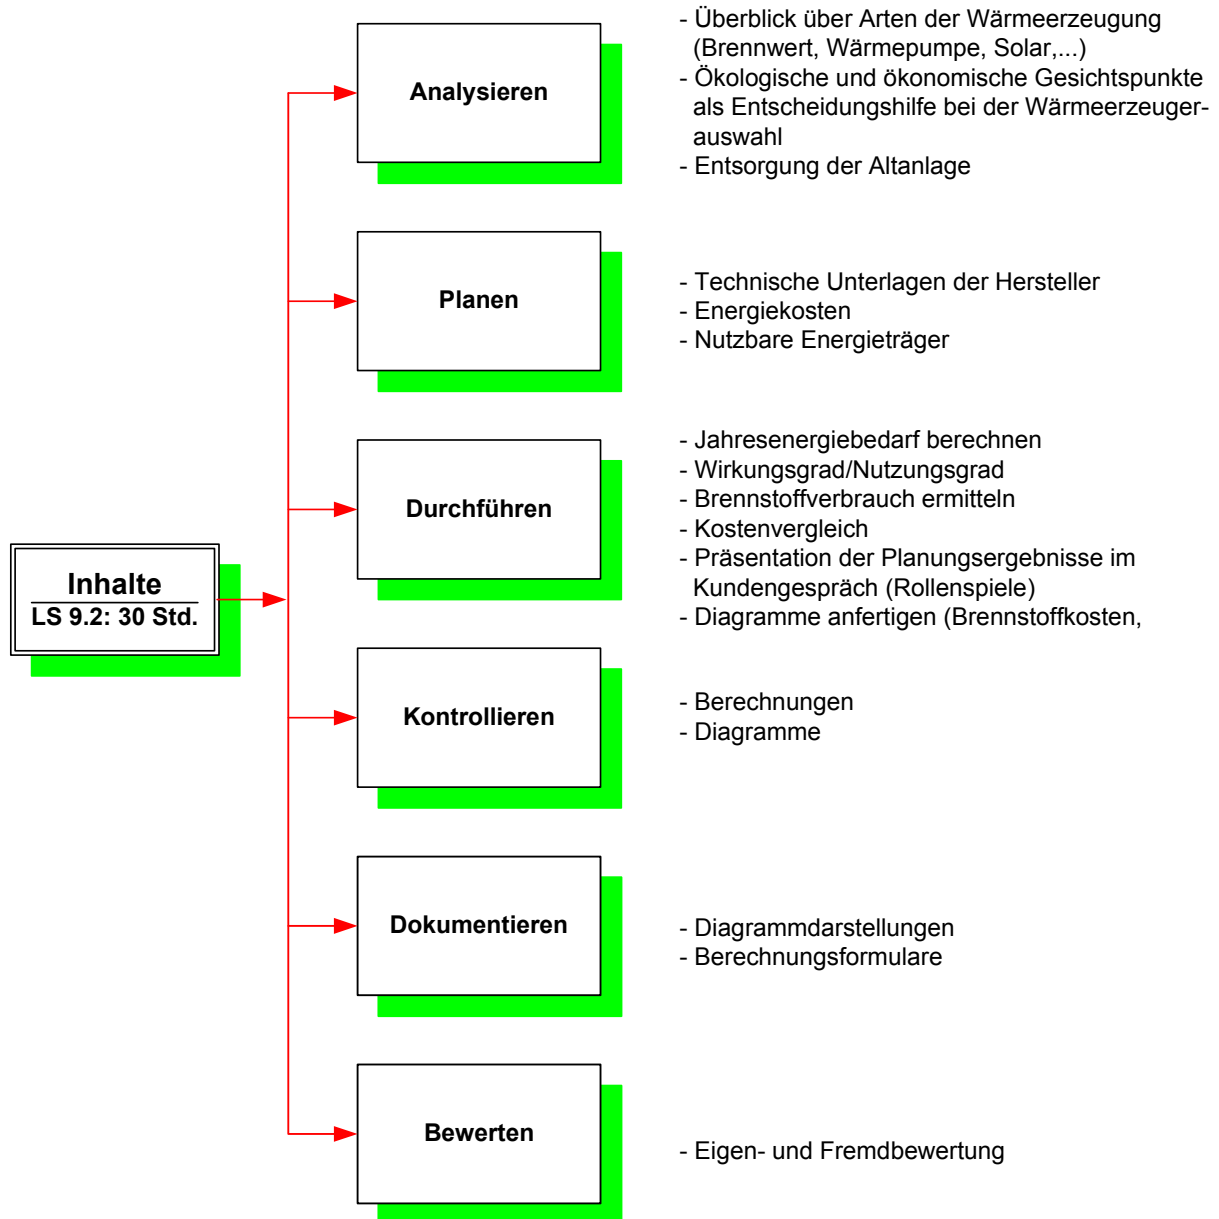 Analysieren
- Überblick über Arten der Wärmeerzeugung
(Brennwert, Wärmepumpe, Solar,...)
- Ökologische und ökonomische Gesichtspunkte
als Entscheidungshilfe bei der Wärmeerzeuger-
auswahl
- Entsorgung der Altanlage
Planen
- Technische Unterlagen der Hersteller
- Energiekosten
- Nutzbare Energieträger
Durchführen
- Jahresenergiebedarf berechnen
- Wirkungsgrad/Nutzungsgrad
- Brennstoffverbrauch ermitteln
- Kostenvergleich
- Präsentation der Planungsergebnisse im
Kundengespräch (Rollenspiele)
- Diagramme anfertigen (Brennstoffkosten,
Inhalte
LS 9.2: 30 Std.
Kontrollieren
- Berechnungen
- Diagramme
Dokumentieren
- Diagrammdarstellungen
- Berechnungsformulare
Bewerten
- Eigen- und Fremdbewertung